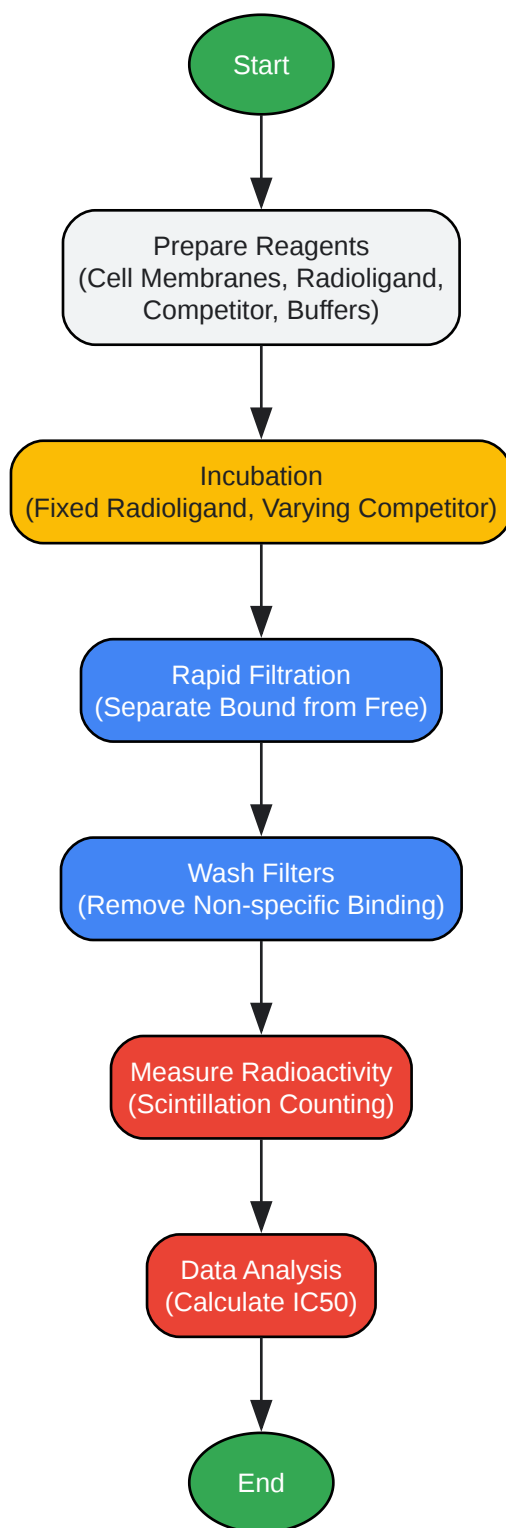 Start
Prepare Reagents
(Cell Membranes, Radioligand,
Competitor, Buffers)
Incubation
(Fixed Radioligand, Varying Competitor)
Rapid Filtration
(Separate Bound from Free)
Wash Filters
(Remove Non-specific Binding)
Measure Radioactivity
(Scintillation Counting)
Data Analysis
(Calculate IC50)
End